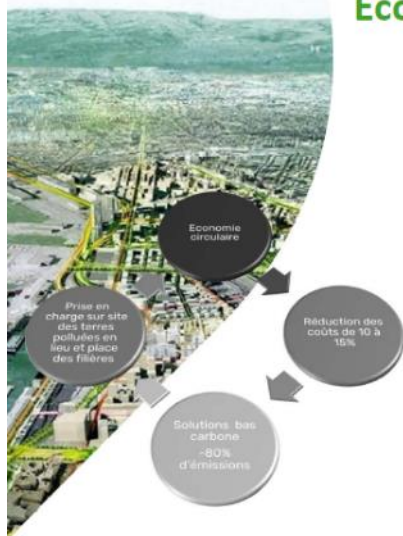 Eco
Economie
circulaire
Prise en
charge sur site
des terres
polluées en
lieu et place
des filières
Réduction des
coûts de 10 à
15%
Solutions bas
carbone
-80%
d'émissions